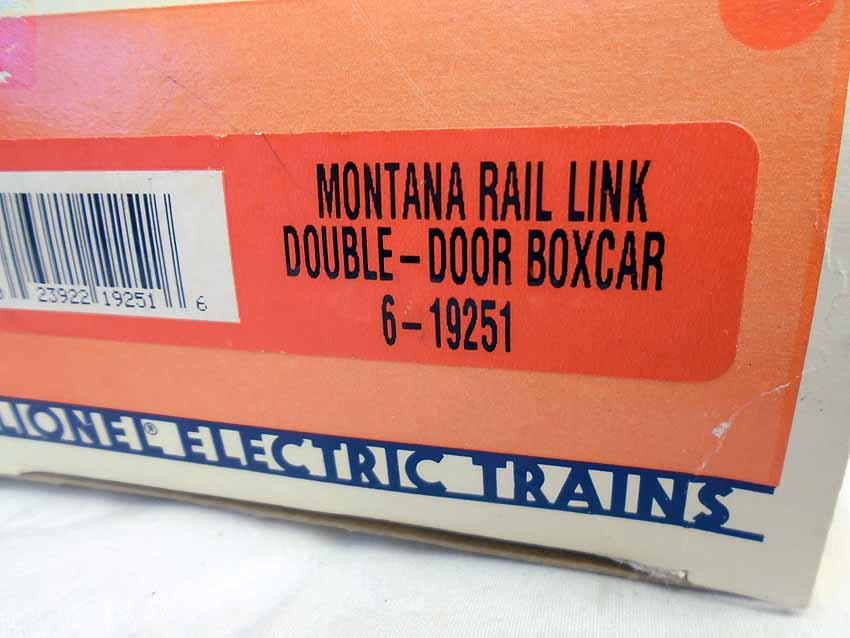 MONTANA RAIL LINK
DOUBLE-DOOR BOXCAR
6-19251
23922 19251 6
LIONEL® ELECTRIC TRAINS